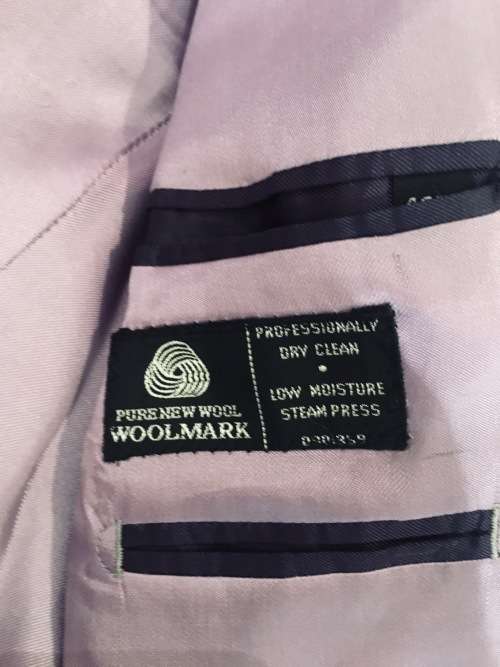 PURE NEW WOOL
WOOLMARK
PROFESSIONALLY
DRY CLEAN
•
LOW MOISTURE
STEAM PRESS